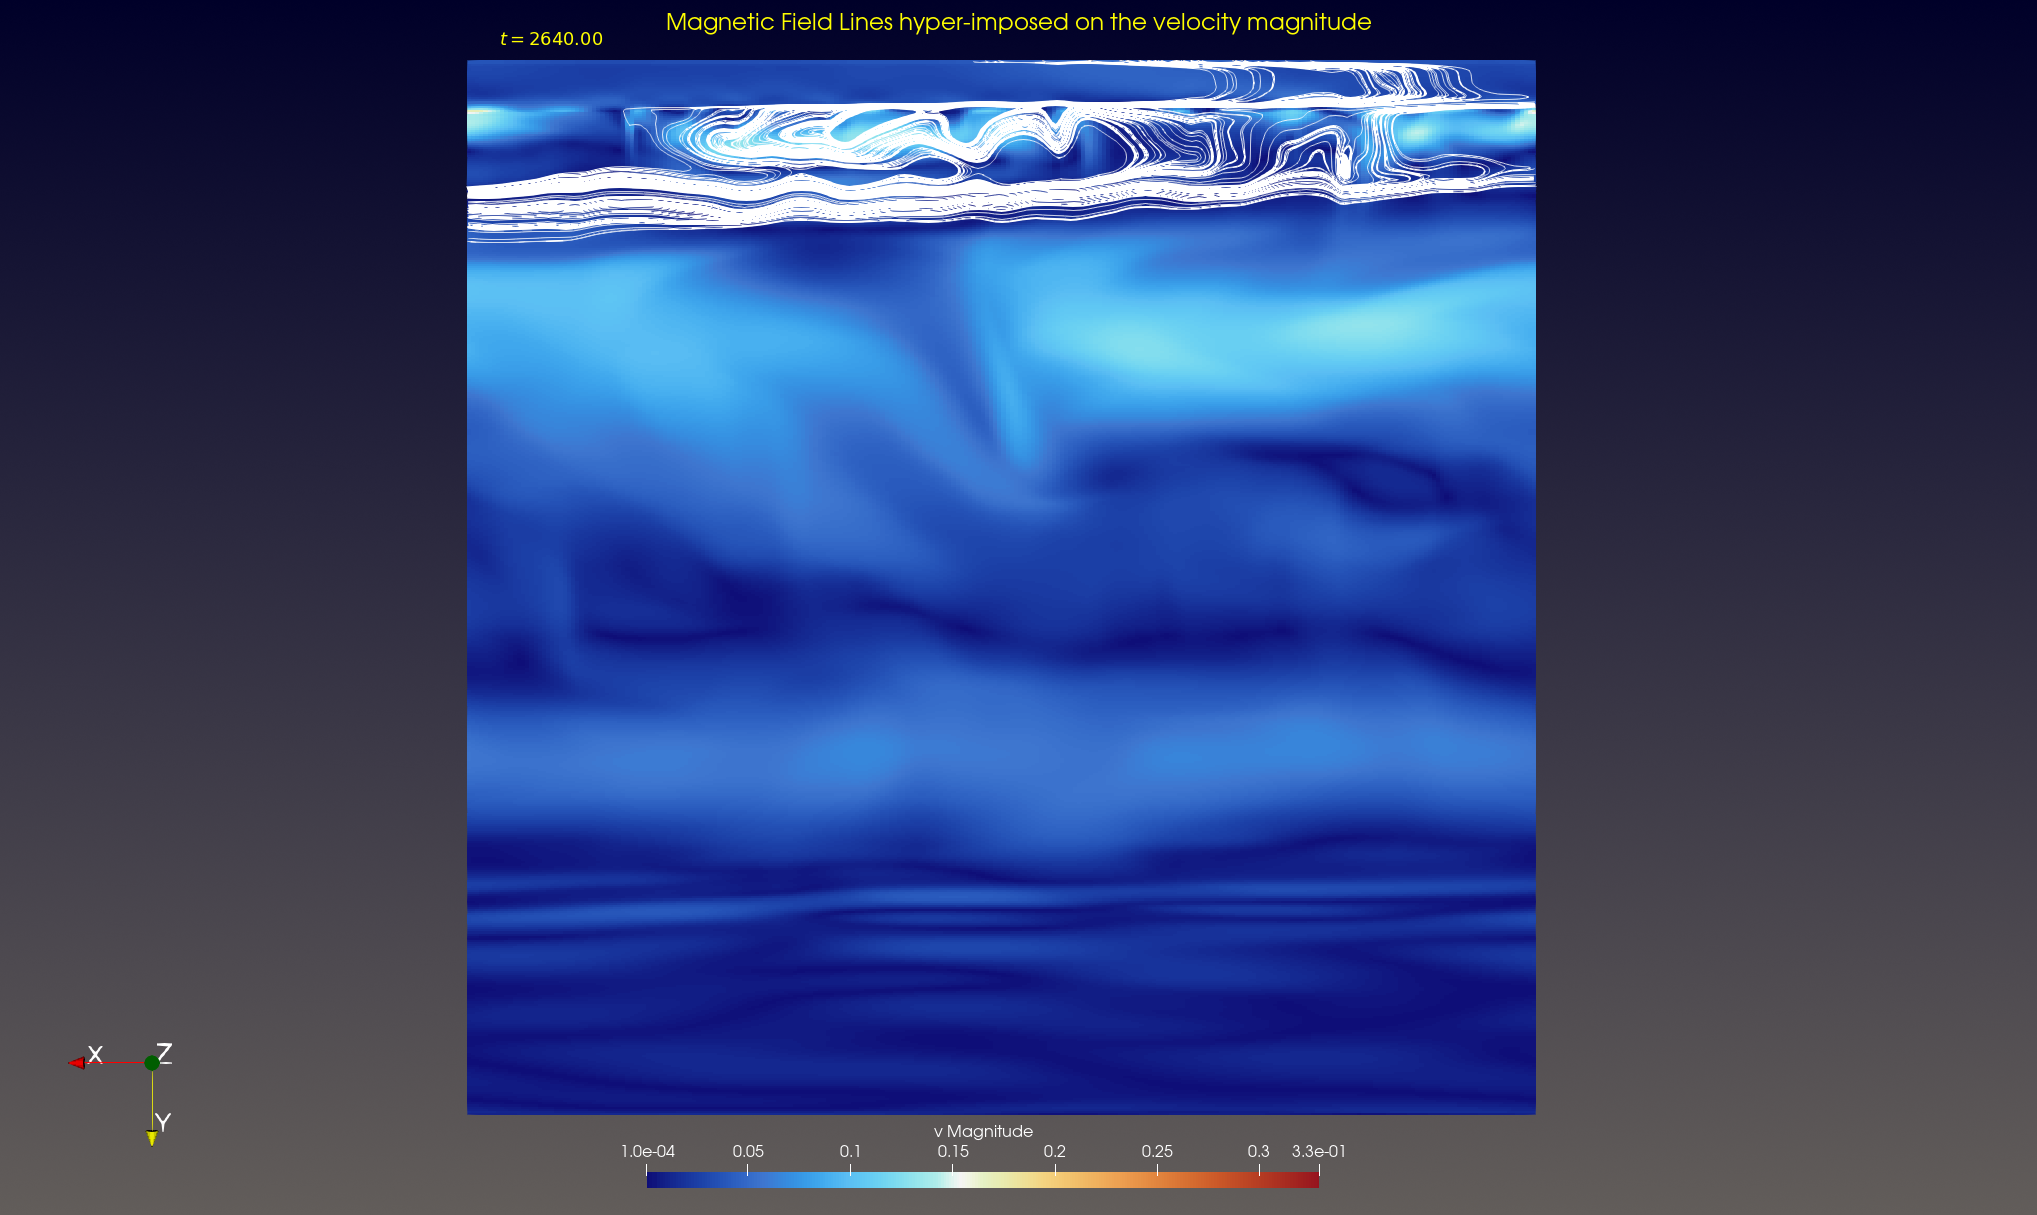 Magnetic Field Lines hyper-imposed on the velocity magnitude
t = 2640.00
X
Z
Y
v Magnitude
1.0e-04 0.05 0.1 0.15 0.2 0.25 0.3 3.3e-01